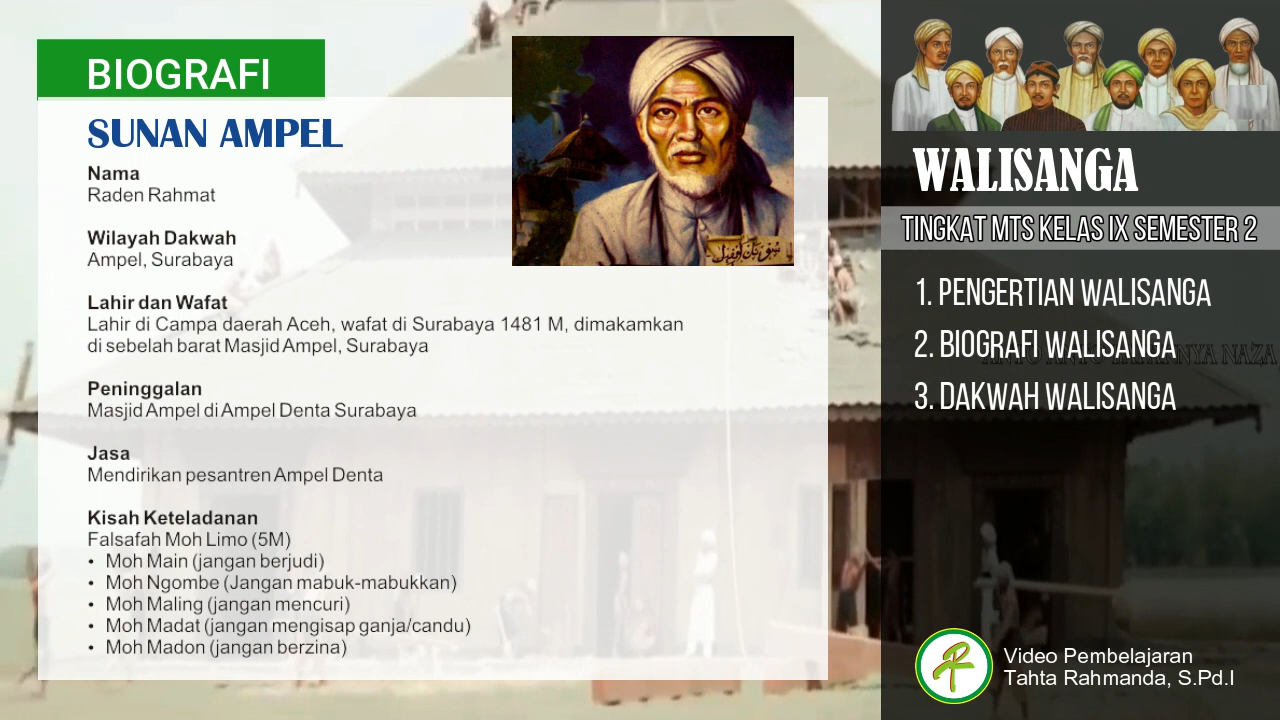 BIOGRAFI
SUNAN AMPEL
Nama
Raden Rahmat
Wilayah Dakwah
Ampel, Surabaya
Lahir dan Wafat
Lahir di Campa daerah Aceh, wafat di Surabaya 1481 M, dimakamkan
di sebelah barat Masjid Ampel, Surabaya
Peninggalan
Masjid Ampel di Ampel Denta Surabaya
Jasa
Mendirikan pesantren Ampel Denta
Kisah Keteladanan
Falsafah Moh Limo (5M)
• Moh Main (jangan berjudi)
• Moh Ngombe (Jangan mabuk-mabukkan)
• Moh Maling (jangan mencuri)
• Moh Madat (jangan mengisap ganja/candu)
• Moh Madon (jangan berzina)
WALISANGA
TINGKAT MTS KELAS IX SEMESTER 2
1. PENGERTIAN WALISANGA
2. BIOGRAFI WALISANGA
3. DAKWAH WALISANGA
Video Pembelajaran
Tahta Rahmanda, S.Pd.I